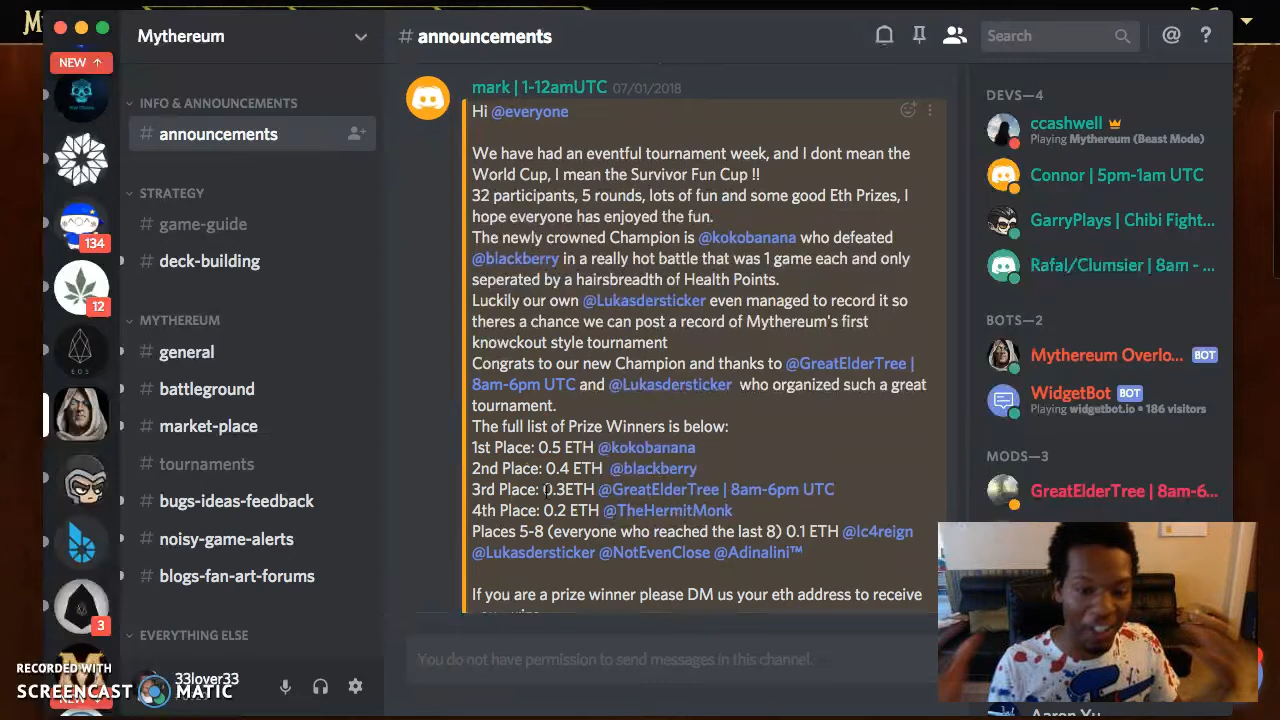 NEW ↑
134
12
EOS
3
NEW
Mythereum
INFO & ANNOUNCEMENTS
# announcements
STRATEGY
# game-guide
# deck-building
MYTHEREUM
# general
# battleground
# market-place
# tournaments
# bugs-ideas-feedback
# noisy-game-alerts
# blogs-fan-art-forums
EVERYTHING ELSE
33lover33
RECORDED WITH
SCREENCAST MATIC
# announcements
Search
@ ?
mark | 1-12amUTC 07/01/2018
Hi @everyone
We have had an eventful tournament week, and I dont mean the
World Cup, I mean the Survivor Fun Cup !!
32 participants, 5 rounds, lots of fun and some good Eth Prizes, I
hope everyone has enjoyed the fun.
The newly crowned Champion is @kokobanana who defeated
@blackberry in a really hot battle that was 1 game each and only
seperated by a hairsbreadth of Health Points.
Luckily our own @Lukasdersticker even managed to record it so
theres a chance we can post a record of Mythereum's first
knowckout style tournament
Congrats to our new Champion and thanks to @GreatElderTree |
8am-6pm UTC and @Lukasdersticker who organized such a great
tournament.
The full list of Prize Winners is below:
1st Place: 0.5 ETH @kokobanana
2nd Place: 0.4 ETH @blackberry
3rd Place: 0.3ETH @GreatElderTree | 8am-6pm UTC
4th Place: 0.2 ETH @TheHermitMonk
Places 5-8 (everyone who reached the last 8) 0.1 ETH @lc4reign
@Lukasdersticker @NotEvenClose @Adinalini™
If you are a prize winner please DM us your eth address to receive
You do not have permission to send messages in this channel.
DEVS—4
ccashwell
Playing Mythereum (Beast Mode)
Connor | 5pm-1am UTC
GarryPlays | Chibi Fight...
Rafal/Clumsier | 8am - ...
BOTS—2
Mythereum Overlo... BOT
WidgetBot BOT
Playing widgetbot.io • 186 visitors
MODS—3
GreatElderTree | 8am-6...
Aaron Yu